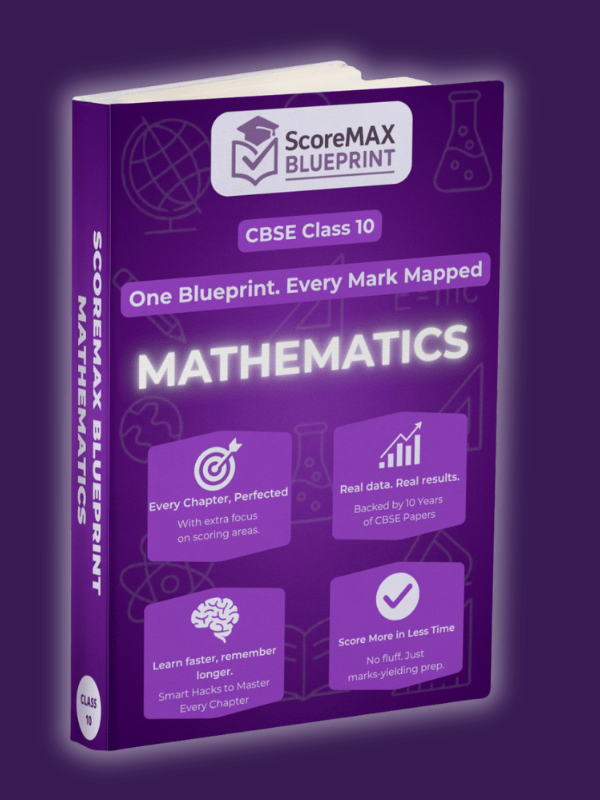 ScoreMAX
BLUEPRINT
CBSE Class 10
One Blueprint. Every Mark Mapped
E=mc
MATHEMATICS
Every Chapter, Perfected
With extra focus
on scoring areas.
Real data. Real results.
Backed by 10 Years
of CBSE Papers
Learn faster, remember
longer.
Smart Hacks to Master
Every Chapter
Score More in Less Time
No fluff. Just
marks-yielding prep.
SCOREMAX BLUEPRINT
MATHEMATICS
CLASS
10